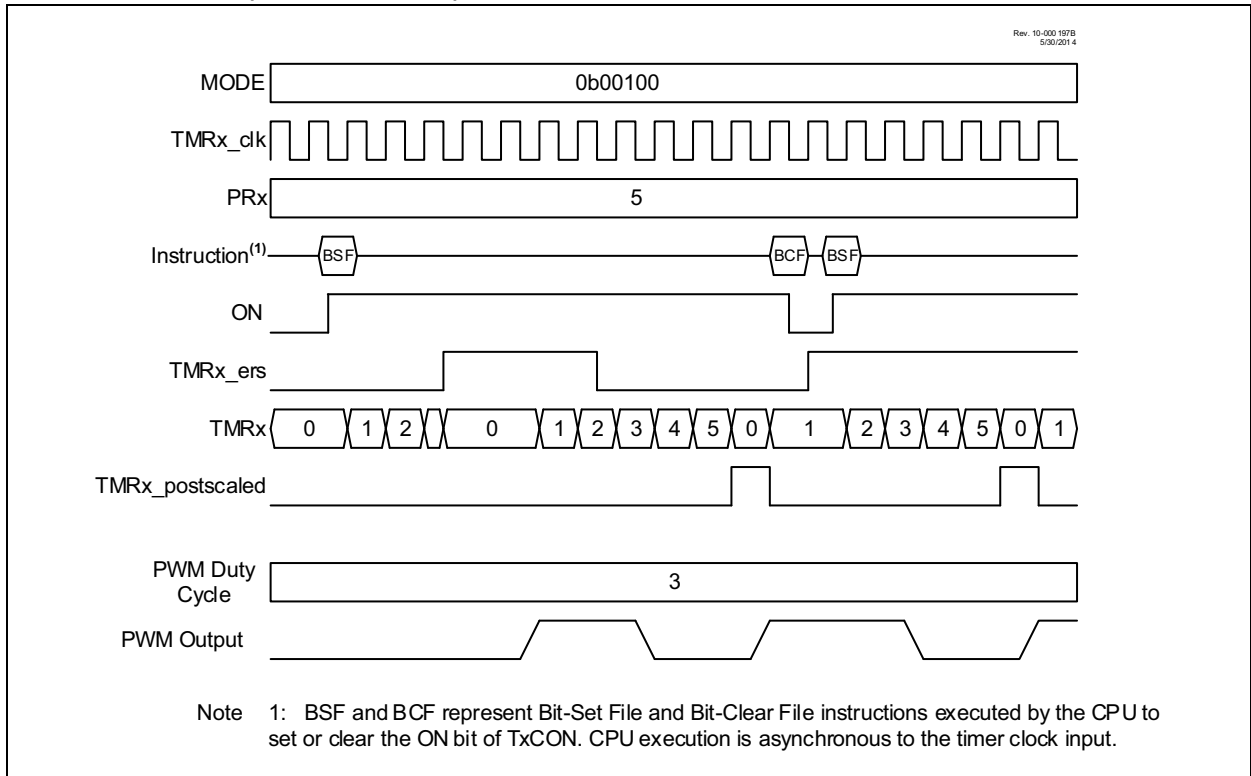 Rev. 10-000197B
5/30/2014
MODE 0b00100
TMRx_clk
PRx 5
Instruction(1) BSF BCF BSF
ON
TMRx_ers
TMRx 0 1 2 0 1 2 3 4 5 0 1 2 3 4 5 0 1
TMRx_postscaled
PWM Duty
Cycle
3
PWM Output
Note 1: BSF and BCF represent Bit-Set File and Bit-Clear File instructions executed by the CPU to
set or clear the ON bit of TxCON. CPU execution is asynchronous to the timer clock input.